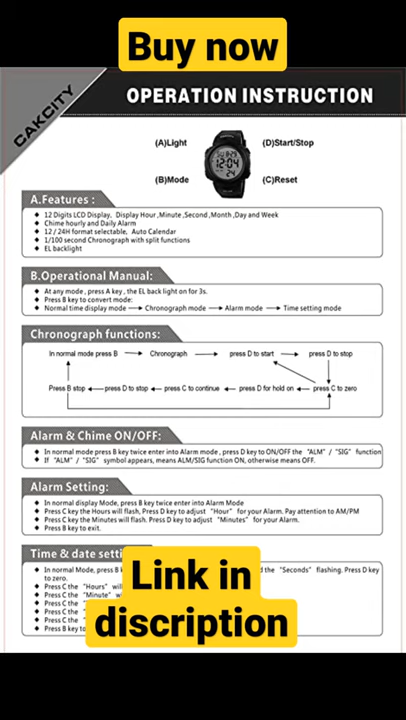 Buy now
CAKCITY
OPERATION INSTRUCTION
(A)Light
(D)Start/Stop
(B)Mode
(C)Reset
A.Features :
12 Digits LCD Display, Display Hour ,Minute ,Second ,Month ,Day and Week
Chime hourly and Daily Alarm
12 / 24H format selectable, Auto Calendar
1/100 second Chronograph with split functions
EL backlight
B.Operational Manual:
At any mode , press A key , the EL back light on for 3s.
Press B key to convert mode:
Normal time display mode → Chronograph mode → Alarm mode → Time setting mode
Chronograph functions:
In normal mode press B → Chronograph → press D to start → press D to stop
Press B stop ← press D to stop ← press C to continue ← press D for hold on ← press C to zero
Alarm & Chime ON/OFF:
In normal mode press B key twice enter into Alarm mode , press D key to ON/OFF the "ALM" / "SIG" function
If "ALM" / "SIG" symbol appears, means ALM/SIG function ON, otherwise means OFF.
Alarm Setting:
In normal display Mode, press B key twice enter into Alarm Mode
Press C key the Hours will flash, Press D key to adjust "Hour" for your Alarm. Pay attention to AM/PM
Press C key the Minutes will flash. Press D key to adjust "Minutes" for your Alarm.
Press B key to exit.
Time & date setti
In normal Mode, press B k d the "Seconds" flashing. Press D key
to zero.
Press C the "Hours" wil
Press C the "Minute" w
Press C the
Press C the
Press C the
Press B key to
Link in
discription